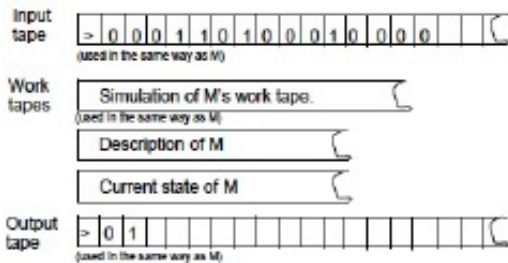 Input tape
> 0 0 0 1 1 0 1 0 0 0 1 0 0 0 0
(used in the same way as M)
Work tapes
Simulation of M's work tape.
(used in the same way as M)
Description of M
Current state of M
Output tape
> 0 1
(used in the same way as M)